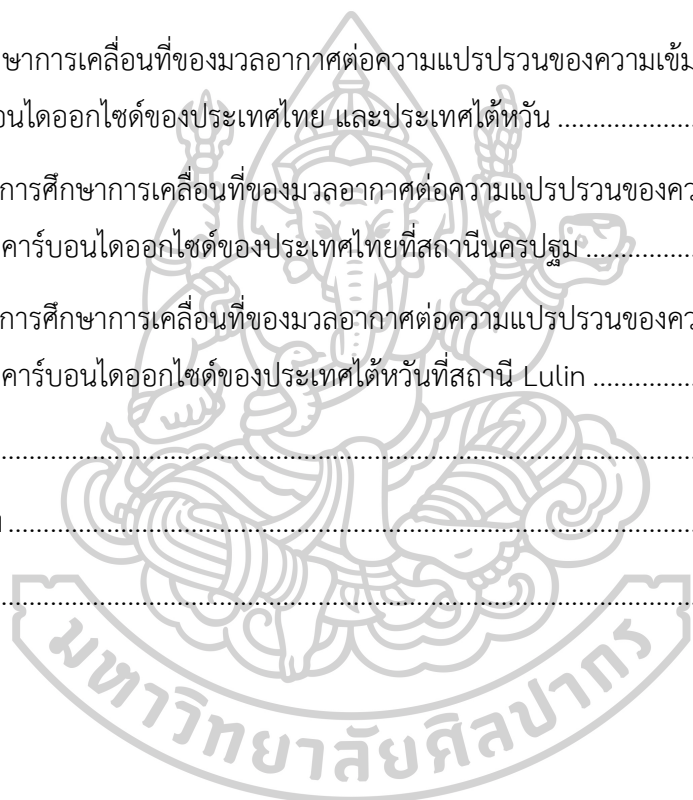 ษาการเคลื่อนที่ของมวลอากาศต่อความแปรปรวนของความเข้ม
อนไดออกไซด์ของประเทศไทย และประเทศไต้หวัน ......................
การศึกษาการเคลื่อนที่ของมวลอากาศต่อความแปรปรวนของคว
คาร์บอนไดออกไซด์ของประเทศไทยที่สถานีนครปฐม ..................
การศึกษาการเคลื่อนที่ของมวลอากาศต่อความแปรปรวนของคว
คาร์บอนไดออกไซด์ของประเทศไต้หวันที่สถานี Lulin .................
มหาวิทยาลัยศิลปากร